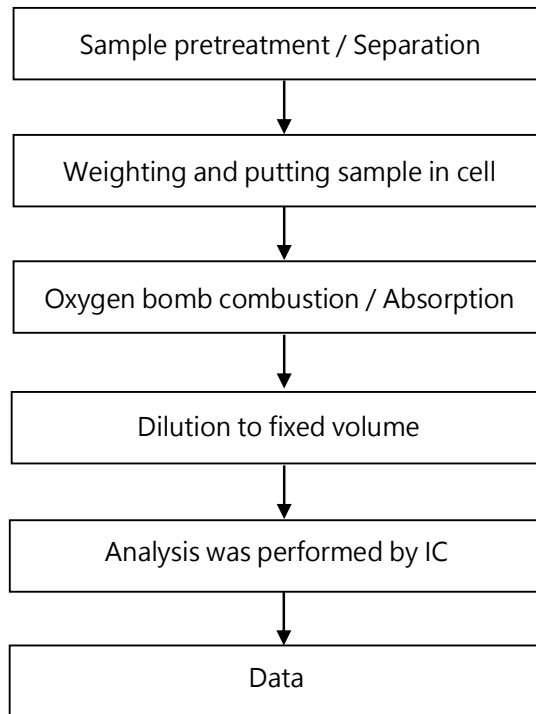 Sample pretreatment / Separation
Weighting and putting sample in cell
Oxygen bomb combustion / Absorption
Dilution to fixed volume
Analysis was performed by IC
Data